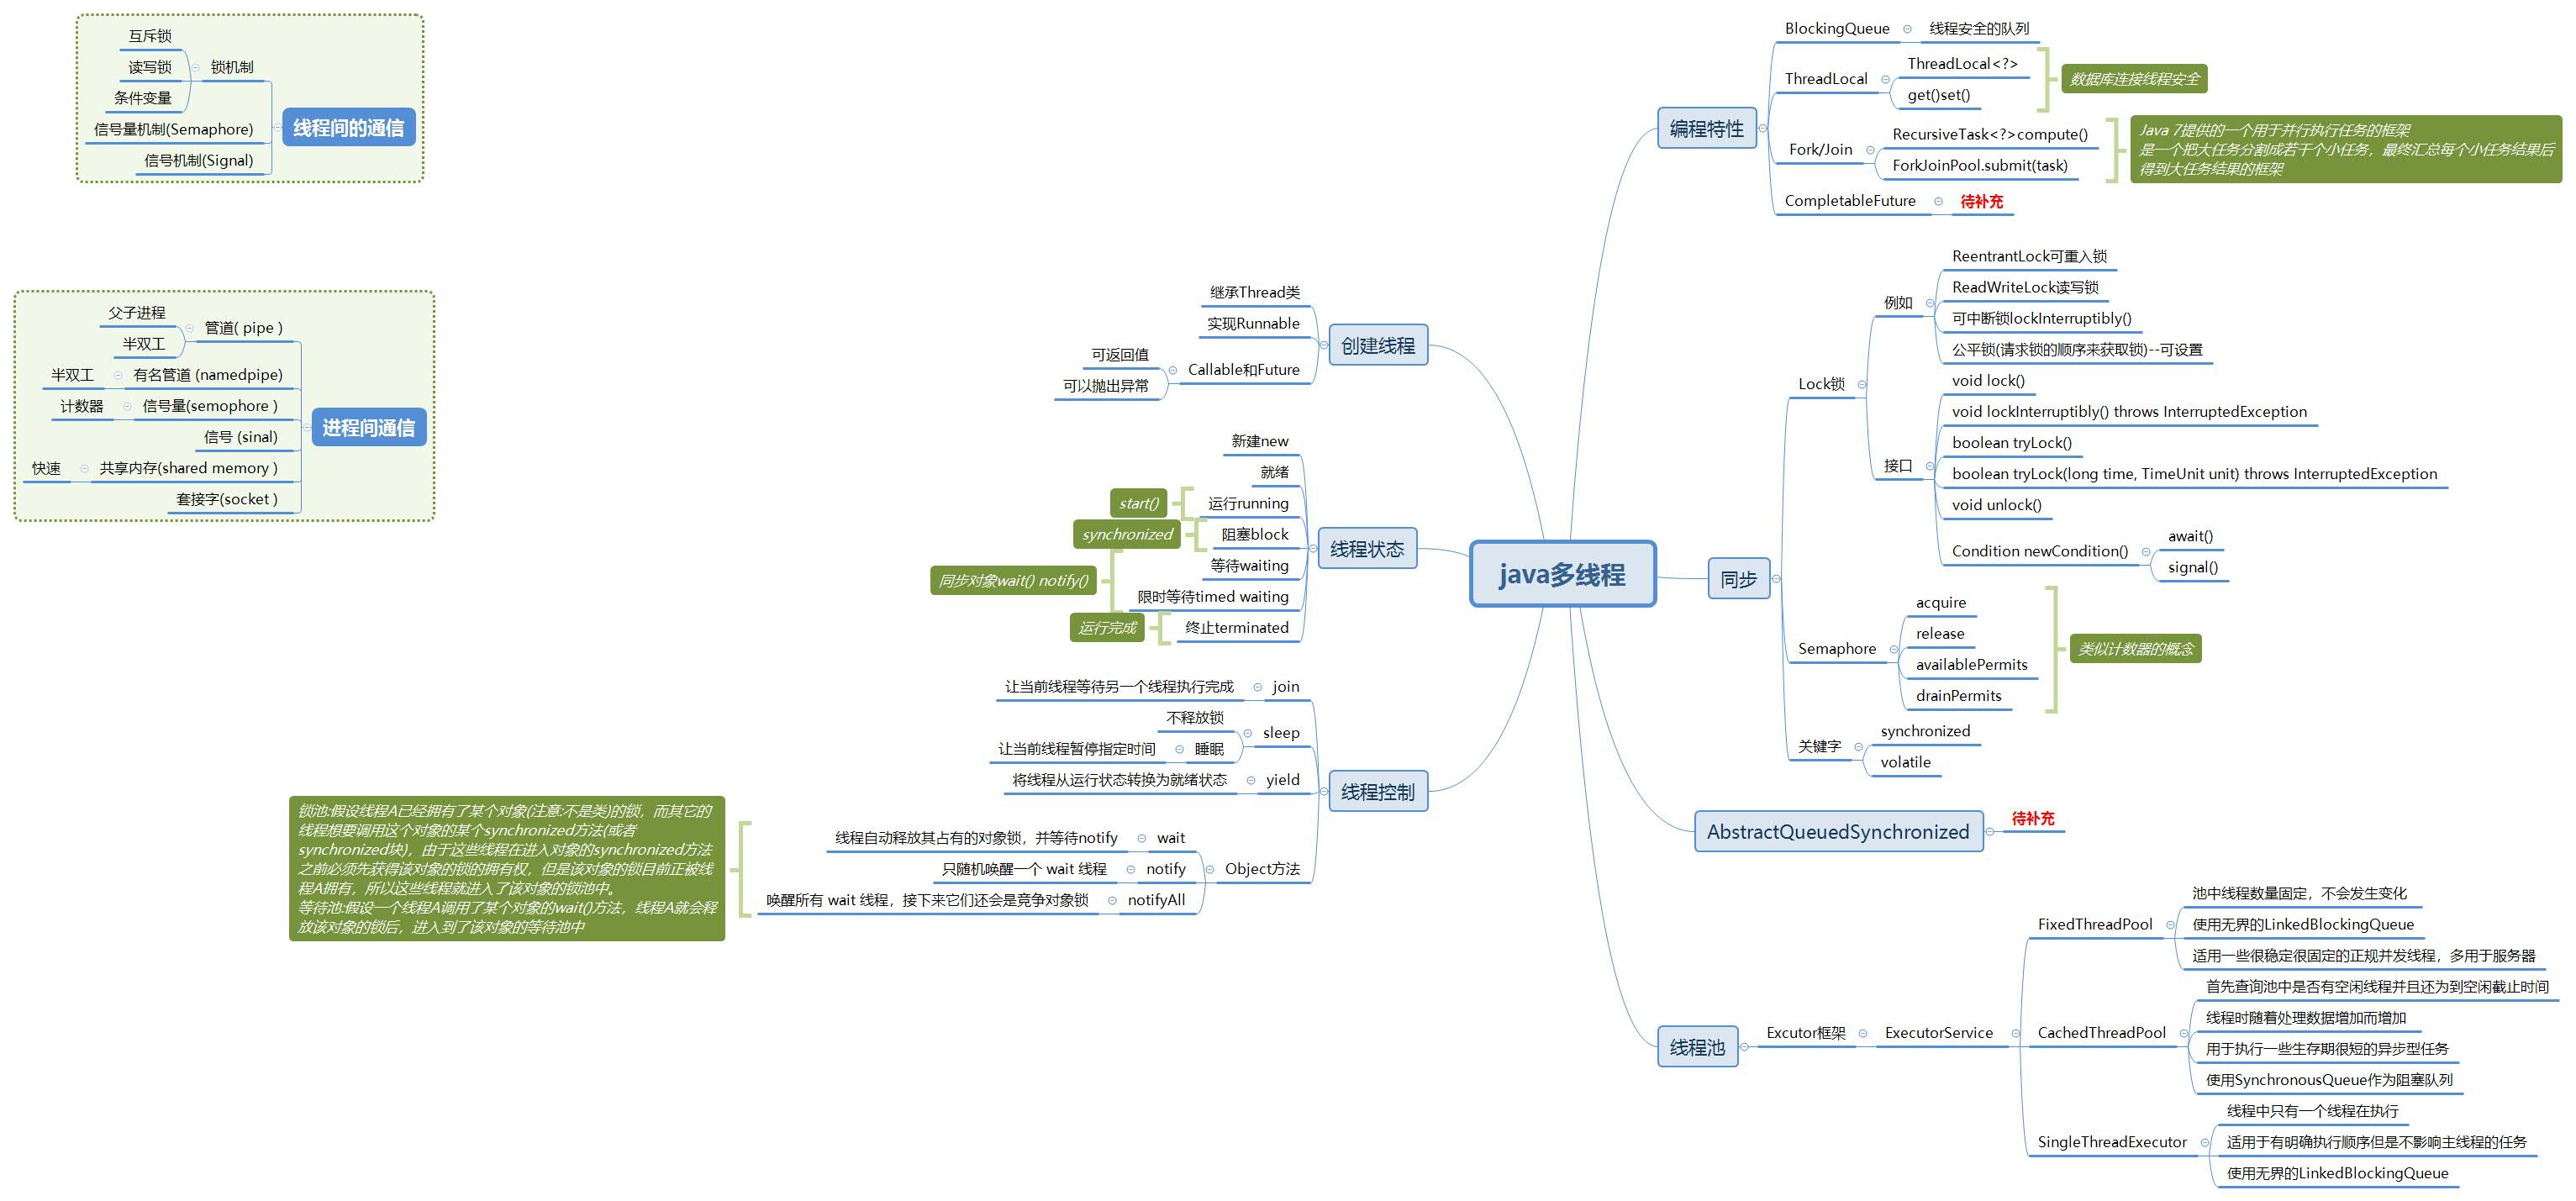 互斥锁
读写锁
条件变量
锁机制
信号量机制(Semaphore)
信号机制(Signal)
线程间的通信
父子进程
半双工
管道( pipe )
半双工
有名管道 (namedpipe)
计数器
信号量(semophore )
信号 (sinal)
快速
共享内存(shared memory )
套接字(socket )
进程间通信
java多线程
创建线程
继承Thread类
实现Runnable
Callable和Future
可返回值
可以抛出异常
线程状态
新建new
就绪
运行running
start()
阻塞block
synchronized
等待waiting
限时等待timed waiting
同步对象wait() notify()
终止terminated
运行完成
线程控制
join
让当前线程等待另一个线程执行完成
sleep
不释放锁
睡眠
让当前线程暂停指定时间
yield
将线程从运行状态转换为就绪状态
Object方法
wait
线程自动释放其占有的对象锁，并等待notify
notify
只随机唤醒一个 wait 线程
notifyAll
唤醒所有 wait 线程，接下来它们还会是竞争对象锁
锁池:假设线程A已经拥有了某个对象(注意:不是类)的锁，而其它的
线程想要调用这个对象的某个synchronized方法(或者
synchronized块)，由于这些线程在进入对象的synchronized方法
之前必须先获得该对象的锁的拥有权，但是该对象的锁目前正被线
程A拥有，所以这些线程就进入了该对象的锁池中。
等待池:假设一个线程A调用了某个对象的wait()方法，线程A就会释
放该对象的锁后，进入到了该对象的等待池中
编程特性
BlockingQueue
线程安全的队列
ThreadLocal
ThreadLocal<?>
get()set()
数据库连接线程安全
Fork/Join
RecursiveTask<?>compute()
ForkJoinPool.submit(task)
Java 7提供的一个用于并行执行任务的框架
是一个把大任务分割成若干个小任务，最终汇总每个小任务结果后
得到大任务结果的框架
CompletableFuture
待补充
同步
Lock锁
例如
ReentrantLock可重入锁
ReadWriteLock读写锁
可中断锁lockInterruptibly()
公平锁(请求锁的顺序来获取锁)--可设置
接口
void lock()
void lockInterruptibly() throws InterruptedException
boolean tryLock()
boolean tryLock(long time, TimeUnit unit) throws InterruptedException
void unlock()
Condition newCondition()
await()
signal()
Semaphore
acquire
release
availablePermits
drainPermits
类似计数器的概念
关键字
synchronized
volatile
AbstractQueuedSynchronized
待补充
线程池
Excutor框架
ExecutorService
FixedThreadPool
池中线程数量固定，不会发生变化
使用无界的LinkedBlockingQueue
适用一些很稳定很固定的正规并发线程，多用于服务器
CachedThreadPool
首先查询池中是否有空闲线程并且还为到空闲截止时间
线程时随着处理数据增加而增加
用于执行一些生存期很短的异步型任务
使用SynchronousQueue作为阻塞队列
SingleThreadExecutor
线程中只有一个线程在执行
适用于有明确执行顺序但是不影响主线程的任务
使用无界的LinkedBlockingQueue